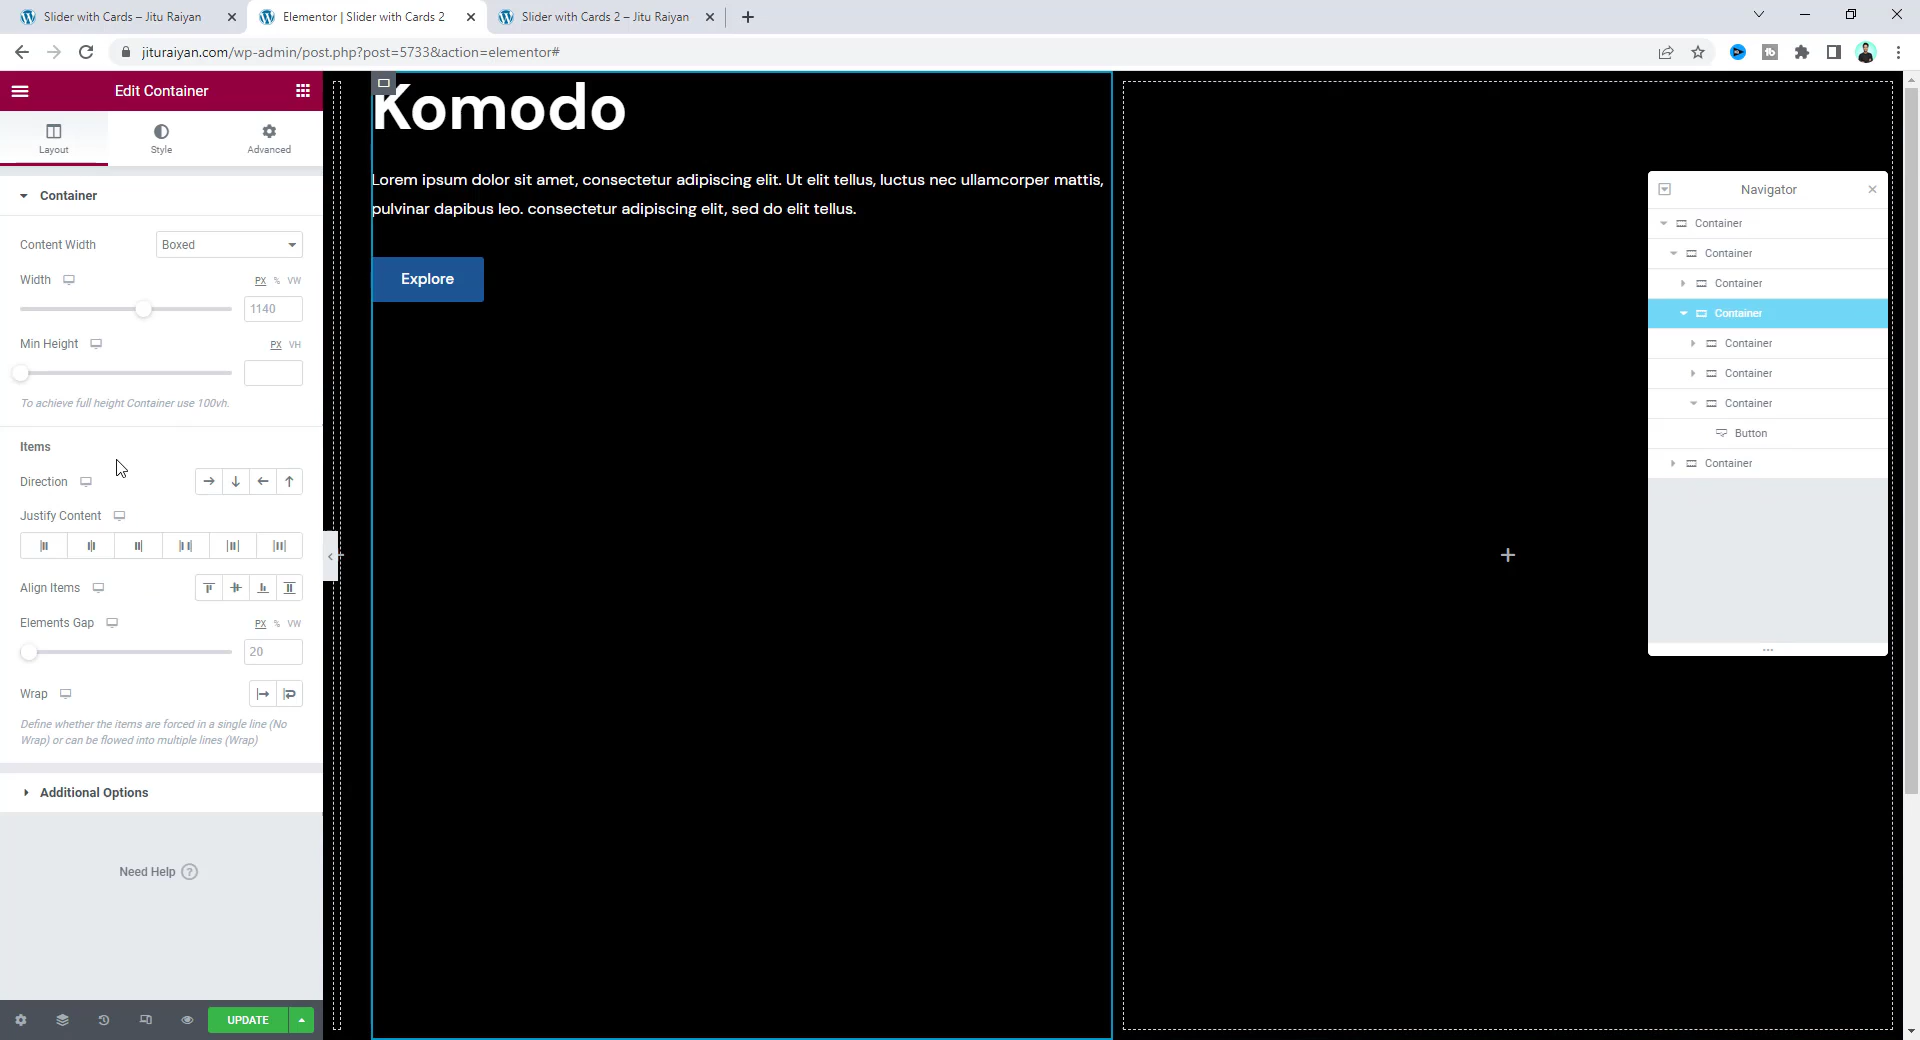 Slider with Cards – Jitu Raiyan
Elementor | Slider with Cards 2
Slider with Cards 2 – Jitu Raiyan
jituraiyan.com/wp-admin/post.php?post=5733&action=elementor#
Edit Container
Layout
Style
Advanced
Container
Content Width
Boxed
Width
PX % VW
1140
Min Height
PX VH
To achieve full height Container use 100vh.
Items
Direction
Justify Content
Align Items
Elements Gap
PX % VW
20
Wrap
Define whether the items are forced in a single line (No
Wrap) or can be flowed into multiple lines (Wrap)
Additional Options
Need Help ?
UPDATE
Komodo
Lorem ipsum dolor sit amet, consectetur adipiscing elit. Ut elit tellus, luctus nec ullamcorper mattis,
pulvinar dapibus leo. consectetur adipiscing elit, sed do elit tellus.
Explore
Navigator
Container
Container
Container
Container
Container
Container
Container
Button
Container